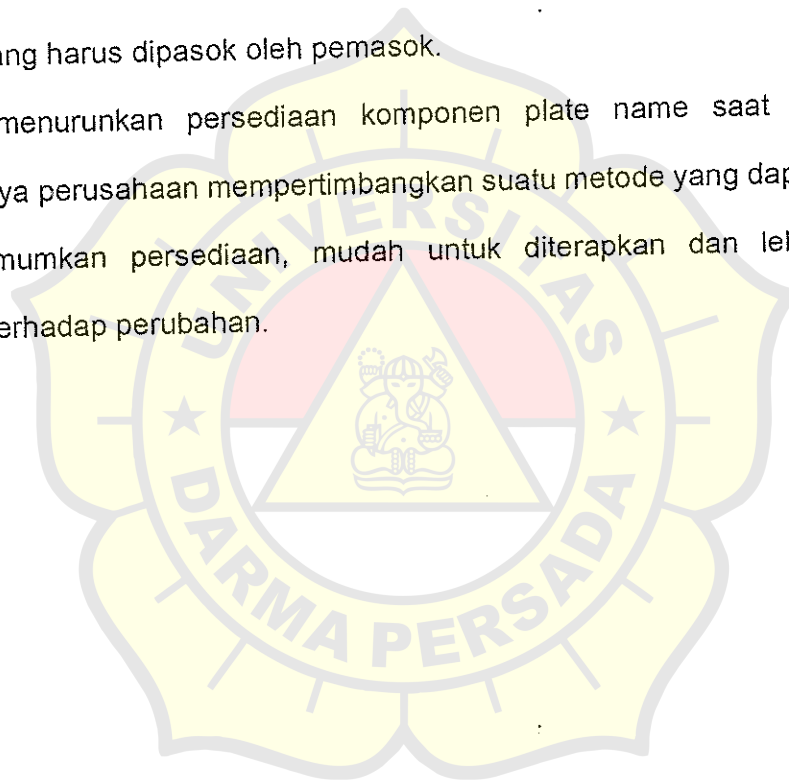 ang harus dipasok oleh pemasok.
menurunkan persediaan komponen plate name saat
ya perusahaan mempertimbangkan suatu metode yang dap
mumkan persediaan, mudah untuk diterapkan dan lel
erhadap perubahan.
UNIVERSITAS
DARMA PERSADA